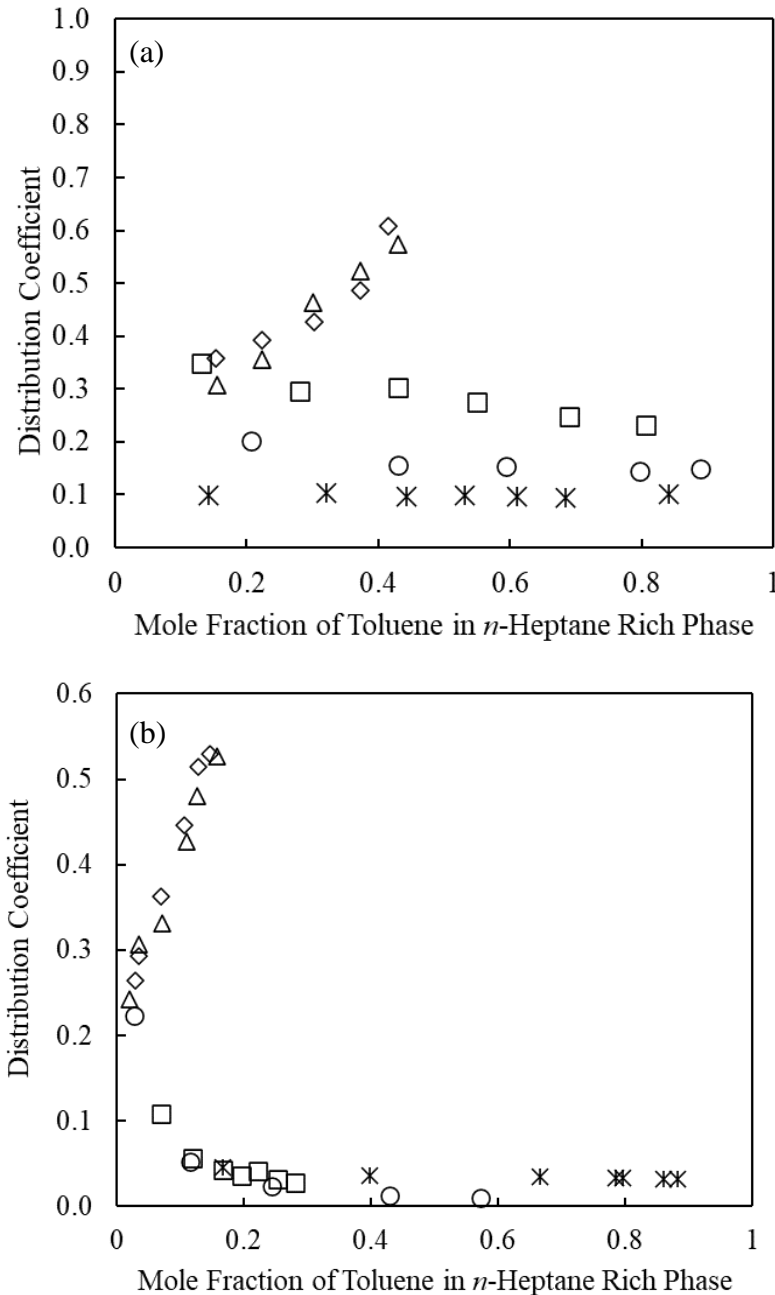 (a)
1.0
0.9
0.8
0.7
0.6
0.5
0.4
0.3
0.2
0.1
0.0
Distribution Coefficient
0 0.2 0.4 0.6 0.8 1
Mole Fraction of Toluene in n-Heptane Rich Phase
(b)
0.6
0.5
0.4
0.3
0.2
0.1
0.0
Distribution Coefficient
0 0.2 0.4 0.6 0.8 1
Mole Fraction of Toluene in n-Heptane Rich Phase